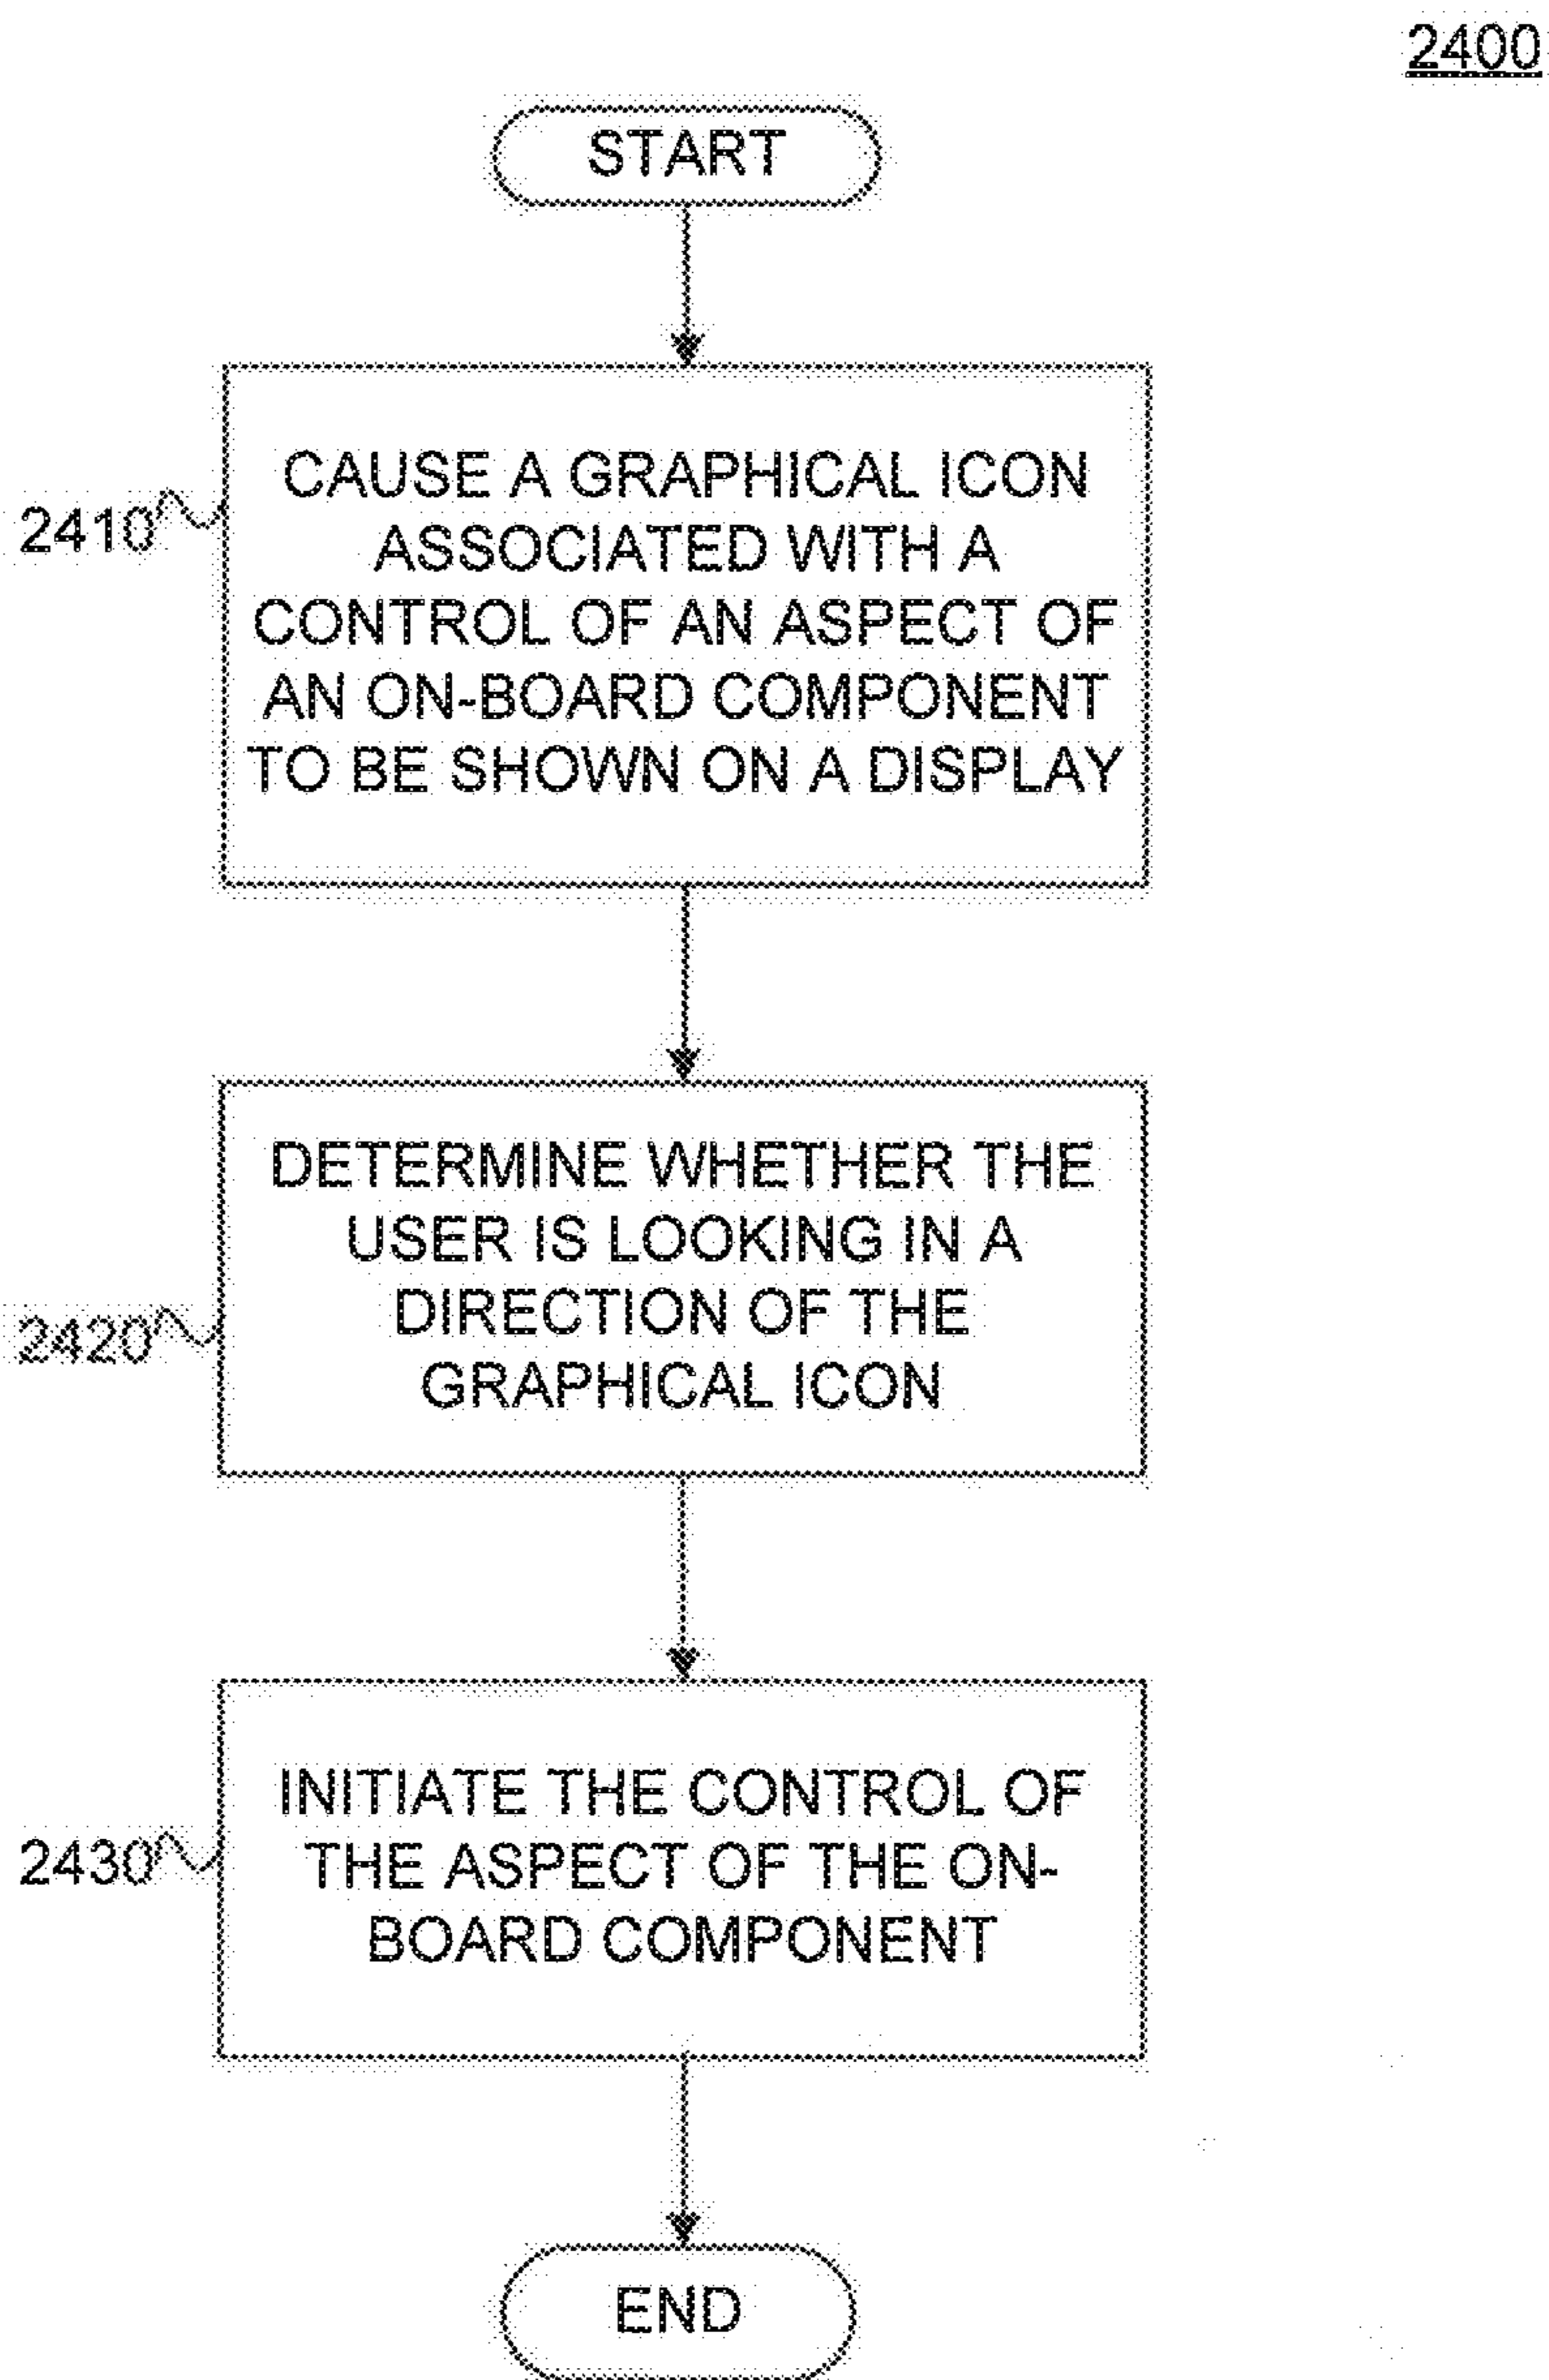 2400
START
2410
CAUSE A GRAPHICAL ICON
ASSOCIATED WITH A
CONTROL OF AN ASPECT OF
AN ON-BOARD COMPONENT
TO BE SHOWN ON A DISPLAY
2420
DETERMINE WHETHER THE
USER IS LOOKING IN A
DIRECTION OF THE
GRAPHICAL ICON
2430
INITIATE THE CONTROL OF
THE ASPECT OF THE ON-
BOARD COMPONENT
END